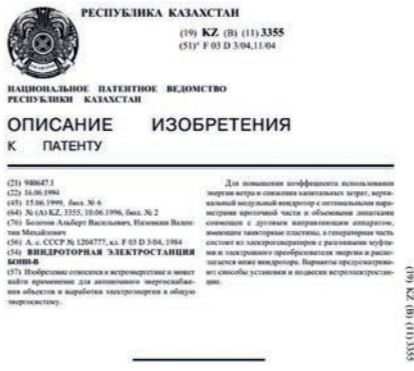 РЕСПУБЛИКА КАЗАХСТАН
(19) KZ (B) (11) 3355
(51)⁶ F 03 D 3/04,11/04
НАЦИОНАЛЬНОЕ ПАТЕНТНОЕ ВЕДОМСТВО
РЕСПУБЛИКИ КАЗАХСТАН
ОПИСАНИЕ ИЗОБРЕТЕНИЯ
К ПАТЕНТУ
(21) 940647.1
(22) 16.06.1994
(45) 15.06.1999, бюл. № 6
(64) № (A) KZ, 3355, 10.06.1996, бюл. № 2
(76) Болотов Альберт Васильевич, Низовкин Вален-
тин Михайлович
(56) А. с. СССР № 1204777, кл. F 03 D 3/04, 1984
(54) ВИНДРОТОРНАЯ ЭЛЕКТРОСТАНЦИЯ
БОНИ-В
(57) Изобретение относится к ветроэнергетике и может
найти применение для автономного энергоснабже-
ния объектов и выработки электроэнергии в общую
энергосистему.
Для повышения коэффициента использования
энергии ветра и снижения капитальных затрат, верти-
кальный модульный виндротор с оптимальными пара-
метрами проточной части и объемными лопатками
совмещен с дуговым направляющим аппаратом,
имеющим пластины, а генераторная часть
состоит из электрогенераторов с разгонными муфта-
ми и электронного преобразователя энергии и распо-
лагается ниже виндротора. Варианты предусматрива-
ют способы установки и подвески ветроэлектростан-
ции.
(19) KZ (B) (11) 3355